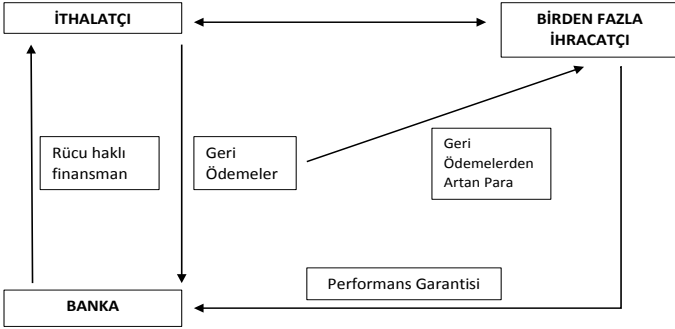 İTHALATÇI
BİRDEN FAZLA
İHRACATÇI
Rücu haklı
finansman
Geri
Ödemeler
Geri
Ödemelerden
Artan Para
Performans Garantisi
BANKA